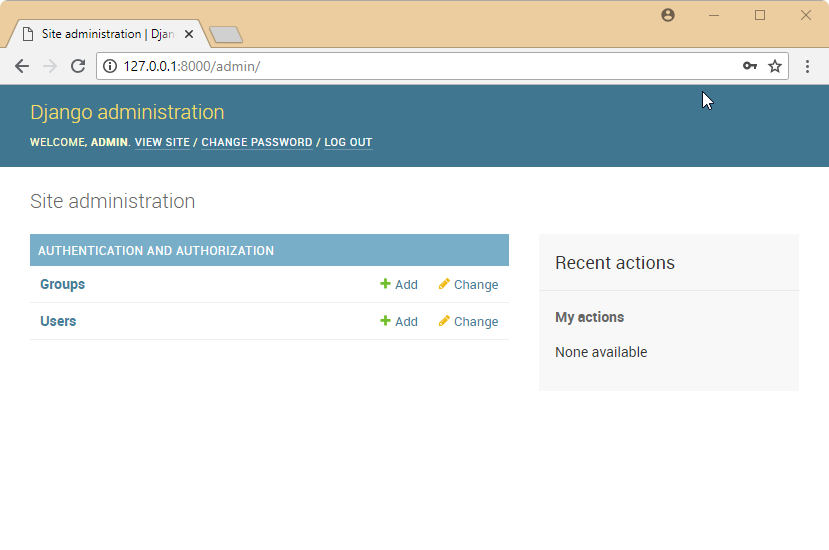 Site administration | Djan
127.0.0.1:8000/admin/
Django administration
WELCOME, ADMIN. VIEW SITE / CHANGE PASSWORD / LOG OUT
Site administration
AUTHENTICATION AND AUTHORIZATION
Groups Add Change
Users Add Change
Recent actions
My actions
None available